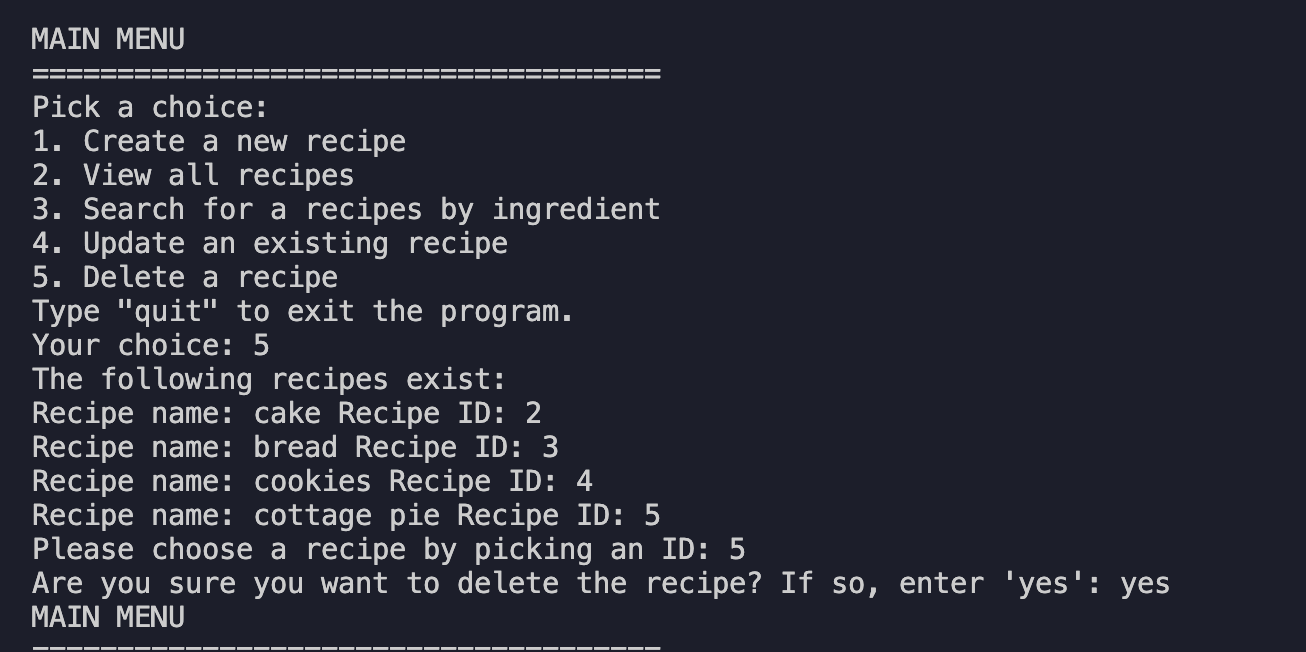 MAIN MENU
=====================================
Pick a choice:
1. Create a new recipe
2. View all recipes
3. Search for a recipes by ingredient
4. Update an existing recipe
5. Delete a recipe
Type "quit" to exit the program.
Your choice: 5
The following recipes exist:
Recipe name: cake Recipe ID: 2
Recipe name: bread Recipe ID: 3
Recipe name: cookies Recipe ID: 4
Recipe name: cottage pie Recipe ID: 5
Please choose a recipe by picking an ID: 5
Are you sure you want to delete the recipe? If so, enter 'yes': yes
MAIN MENU
=====================================